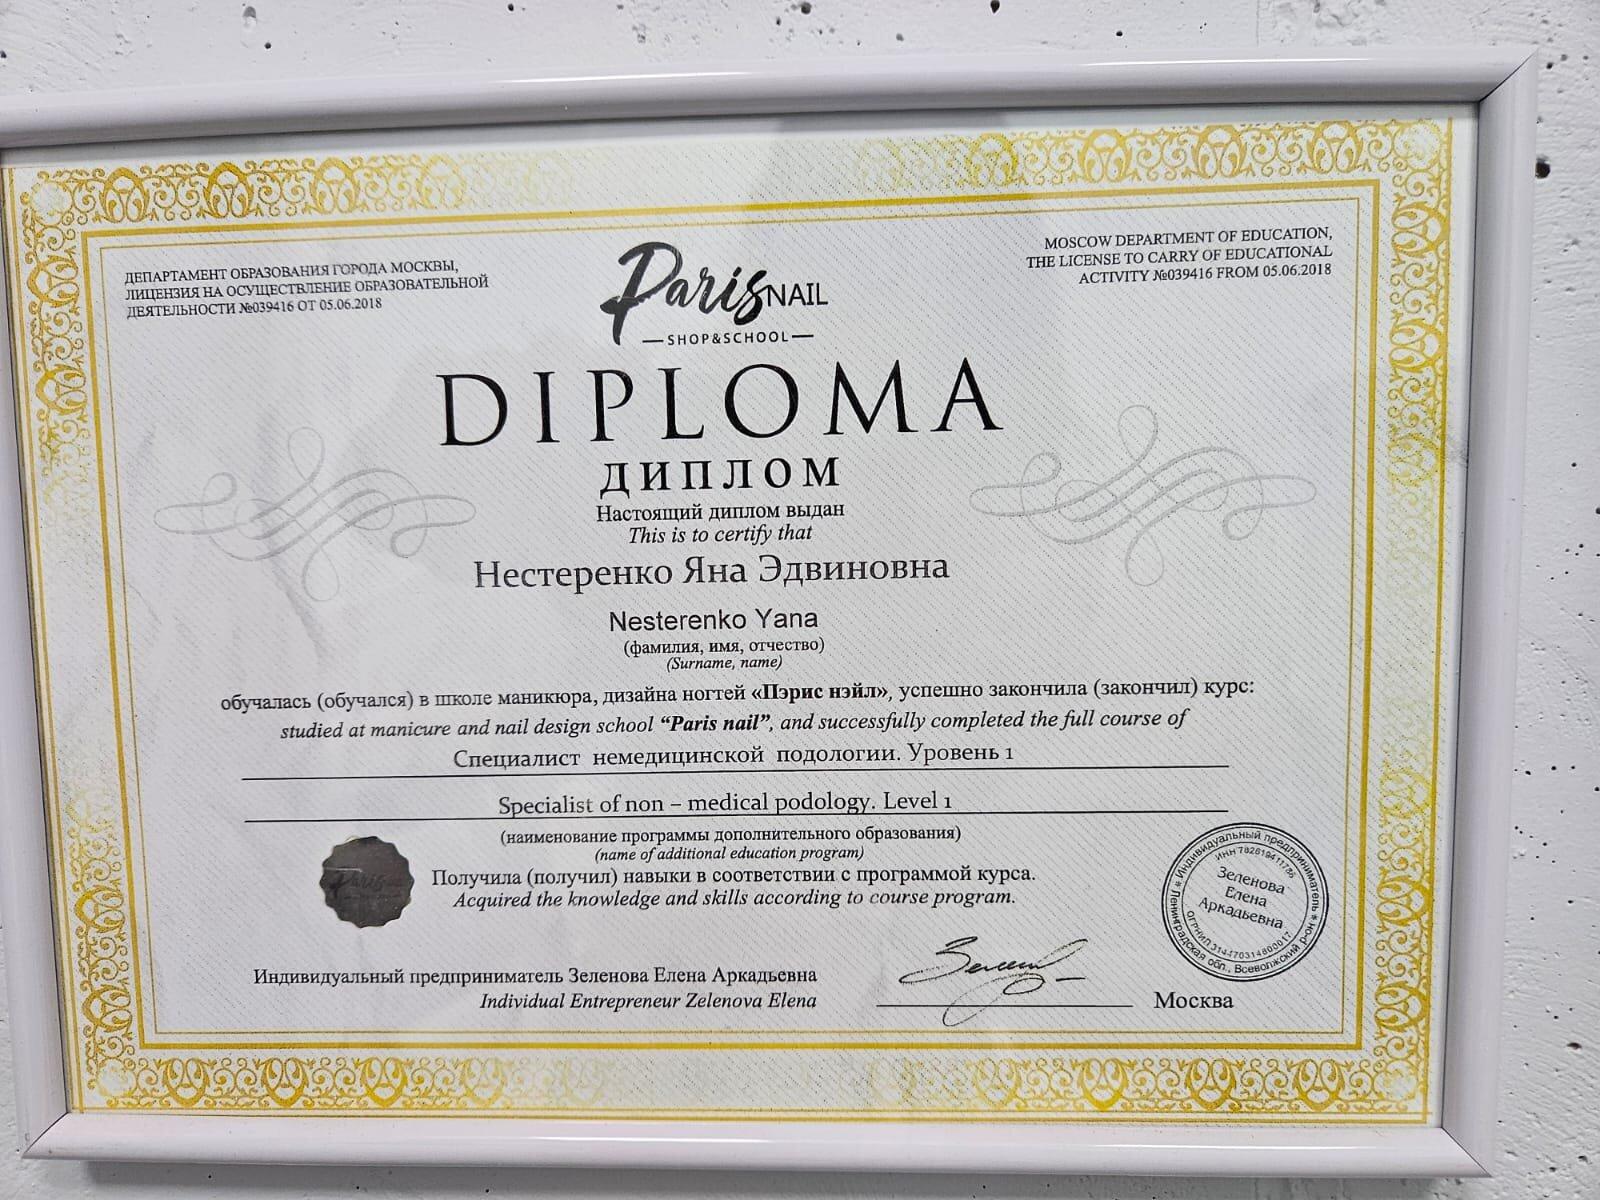 ДЕПАРТАМЕНТ ОБРАЗОВАНИЯ ГОРОДА МОСКВЫ,
ЛИЦЕНЗИЯ НА ОСУЩЕСТВЛЕНИЕ ОБРАЗОВАТЕЛЬНОЙ
ДЕЯТЕЛЬНОСТИ №039416 ОТ 05.06.2018
Paris NAIL
SHOP&SCHOOL
MOSCOW DEPARTMENT OF EDUCATION,
THE LICENSE TO CARRY OF EDUCATIONAL
ACTIVITY №039416 FROM 05.06.2018
DIPLOMA
ДИПЛОМ
Настоящий диплом выдан
This is to certify that
Нестеренко Яна Эдвиновна
Nesterenko Yana
(фамилия, имя, отчество)
(Surname, name)
обучалась (обучался) в школе маникюра, дизайна ногтей «Пэрис нэйл», успешно закончила (закончил) курс:
studied at manicure and nail design school “Paris nail”, and successfully completed the full course of
Специалист немедицинской подологии. Уровень 1
Specialist of non – medical podology. Level 1
(наименование программы дополнительного образования)
(name of additional education program)
Получила (получил) навыки в соответствии с программой курса.
Acquired the knowledge and skills according to course program.
Индивидуальный предприниматель Зеленова Елена Аркадьевна
Individual Entrepreneur Zelenova Elena
Москва
Индивидуальный предприниматель
Ленинградская обл., Всеволжский р-он
Зеленова
Елена
Аркадьевна